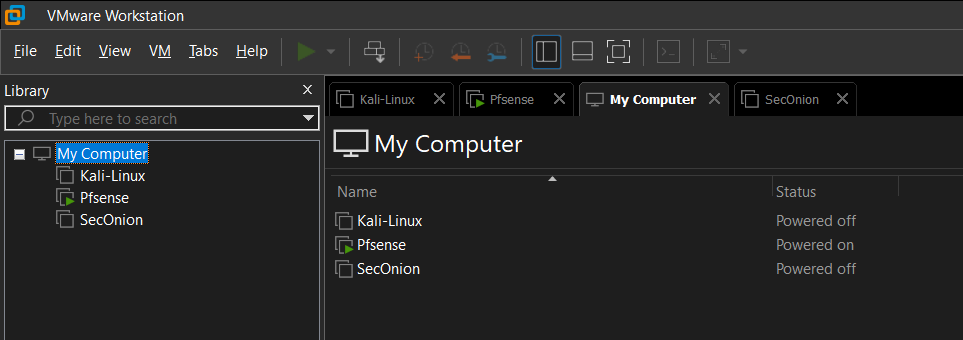 VMware Workstation
File Edit View VM Tabs Help
Library
Type here to search
My Computer
Kali-Linux
Pfsense
SecOnion
Kali-Linux Pfsense My Computer SecOnion
My Computer
Name Status
Kali-Linux Powered off
Pfsense Powered on
SecOnion Powered off